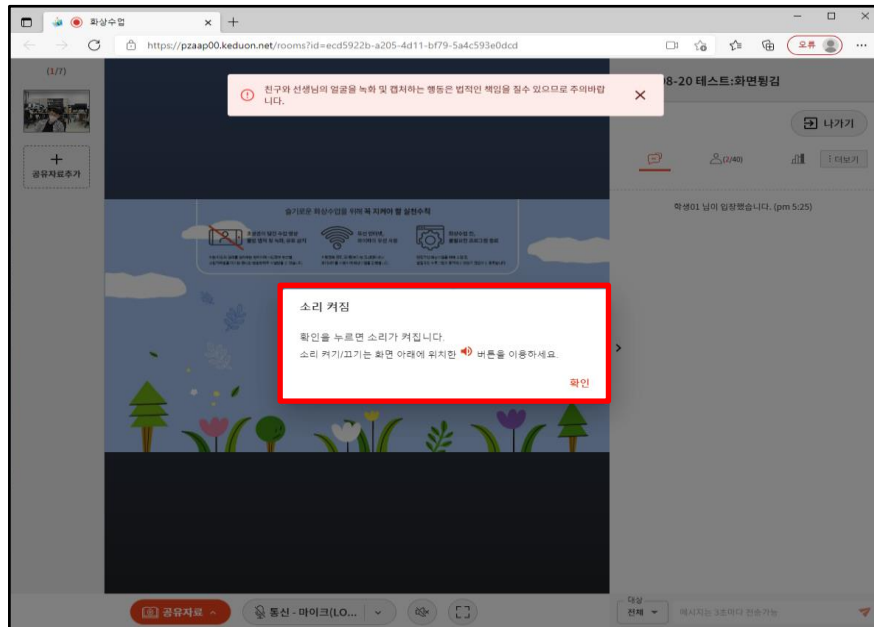 화상수업
https://pzaap00.keduon.net/rooms?id=ecd5922b-a205-4d11-bf79-5a4c593e0dcd
오류
(1/7)
공유자료추가
친구와 선생님의 얼굴을 녹화 및 캡처하는 행동은 법적인 책임을 질수 있으므로 주의바랍
니다.
8-20 테스트:화면튕김
나가기
(2/40)
더보기
학생01 님이 입장했습니다. (pm 5:25)
슬기로운 화상수업을 위해 꼭 지켜야 할 실천수칙
소리 켜짐
확인을 누르면 소리가 켜집니다.
소리 켜기/끄기는 화면 아래에 위치한 버튼을 이용하세요.
확인
공유자료
통신 - 마이크(LO...
대상
전체
메시지는 3초마다 전송가능